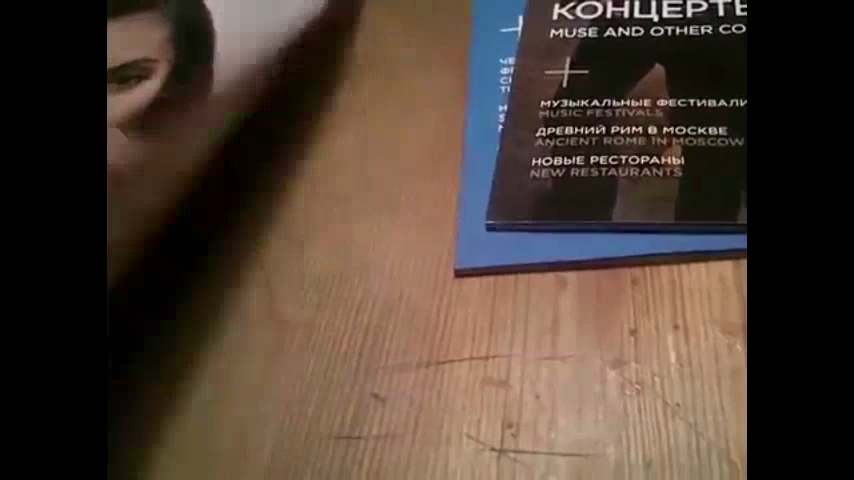 КОНЦЕРТЫ
MUSE AND OTHER CO
МУЗЫКАЛЬНЫЕ ФЕСТИВАЛИ
MUSIC FESTIVALS
ДРЕВНИЙ РИМ В МОСКВЕ
ANCIENT ROME IN MOSCOW
НОВЫЕ РЕСТОРАНЫ
NEW RESTAURANTS